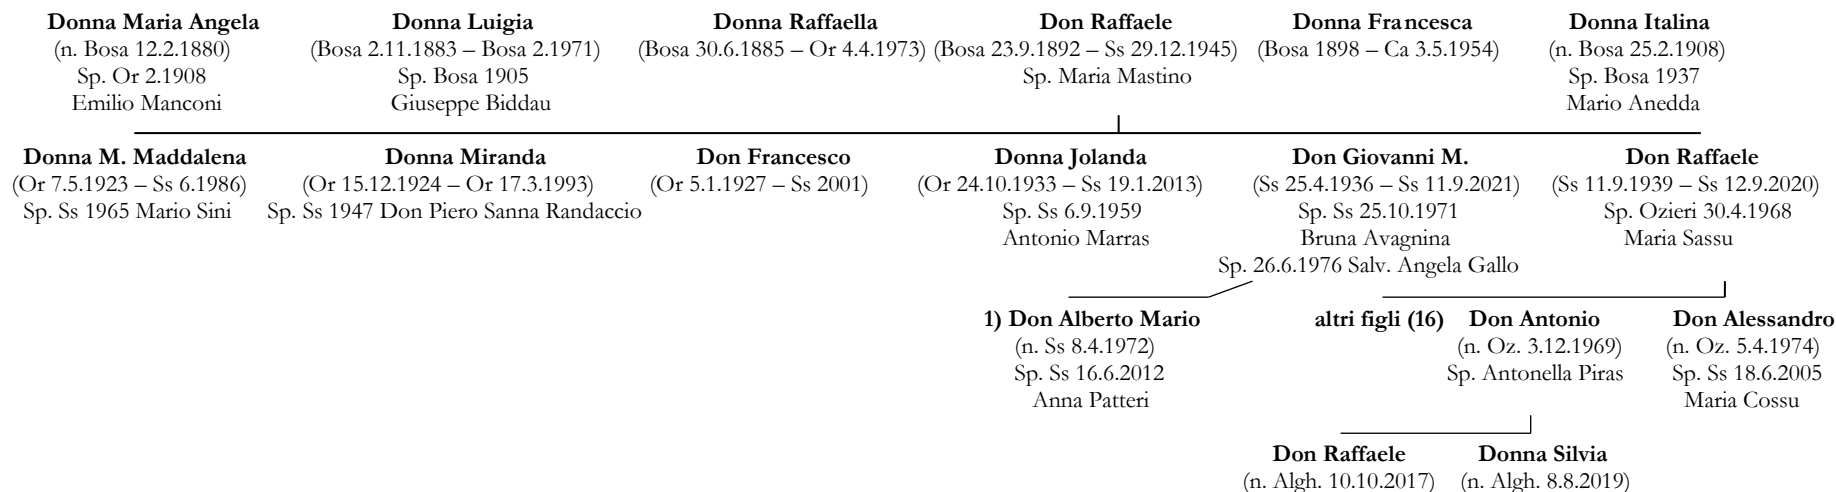 Donna Maria Angela Donna Luigia Donna Raffaella Don Raffaele Donna Francesca Donna Italina
(n. Bosa 12.2.1880) (Bosa 2.11.1883 – Bosa 2.1971) (Bosa 30.6.1885 – Or 4.4.1973) (Bosa 23.9.1892 – Ss 29.12.1945) (Bosa 1898 – Ca 3.5.1954) (n. Bosa 25.2.1908)
Sp. Or 2.1908 Sp. Bosa 1905 Sp. Maria Mastino Sp. Bosa 1937
Emilio Manconi Giuseppe Biddau Mario Anedda
Donna M. Maddalena Donna Miranda Don Francesco Donna Jolanda Don Giovanni M. Don Raffaele
(Or 7.5.1923 – Ss 6.1986) (Or 15.12.1924 – Or 17.3.1993) (Or 5.1.1927 – Ss 2001) (Or 24.10.1933 – Ss 19.1.2013) (Ss 25.4.1936 – Ss 11.9.2021) (Ss 11.9.1939 – Ss 12.9.2020)
Sp. Ss 1965 Mario Sini Sp. Ss 1947 Don Piero Sanna Randaccio Sp. Ss 6.9.1959 Sp. Ss 25.10.1971 Sp. Ozieri 30.4.1968
Antonio Marras Bruna Avagnina Maria Sassu
Sp. 26.6.1976 Salv. Angela Gallo
1) Don Alberto Mario altri figli (16) Don Antonio Don Alessandro
(n. Ss 8.4.1972) (n. Oz. 3.12.1969) (n. Oz. 5.4.1974)
Sp. Ss 16.6.2012 Sp. Antonella Piras Sp. Ss 18.6.2005
Anna Patteri Maria Cossu
Don Raffaele Donna Silvia
(n. Algh. 10.10.2017) (n. Algh. 8.8.2019)